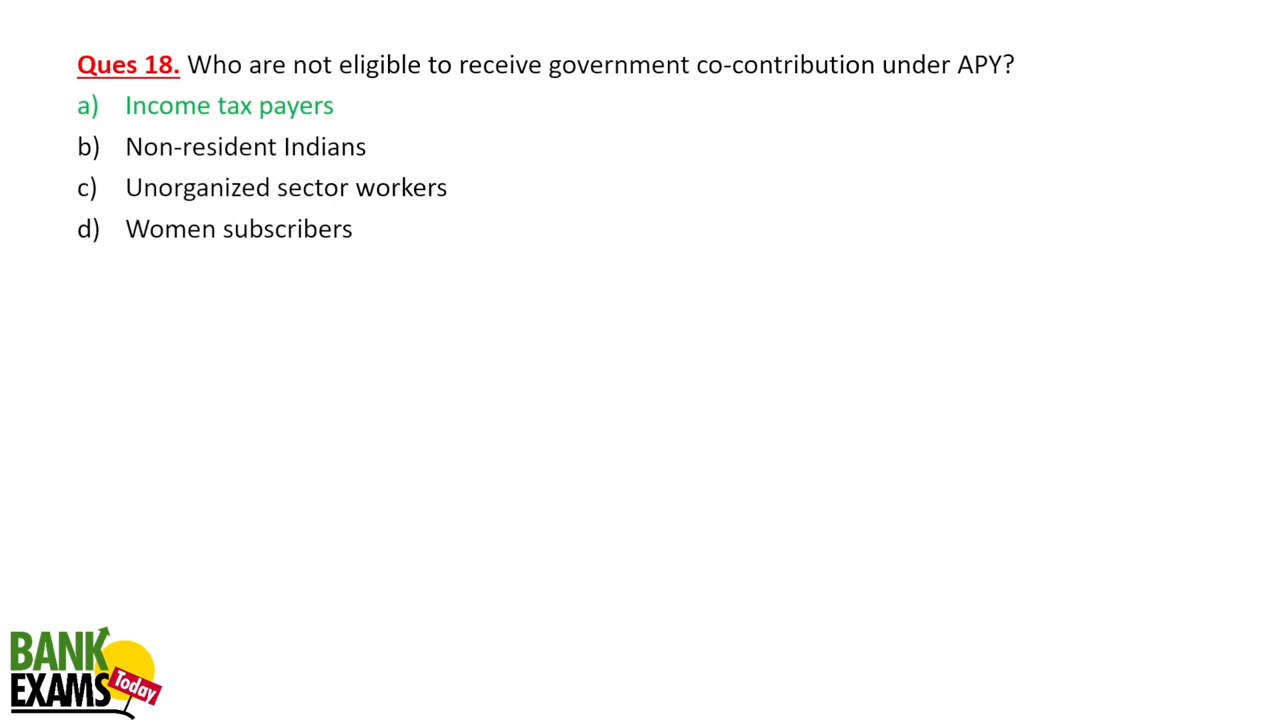 Ques 18. Who are not eligible to receive government co-contribution under APY?
a) Income tax payers
b) Non-resident Indians
c) Unorganized sector workers
d) Women subscribers
BANK
EXAMS
Today